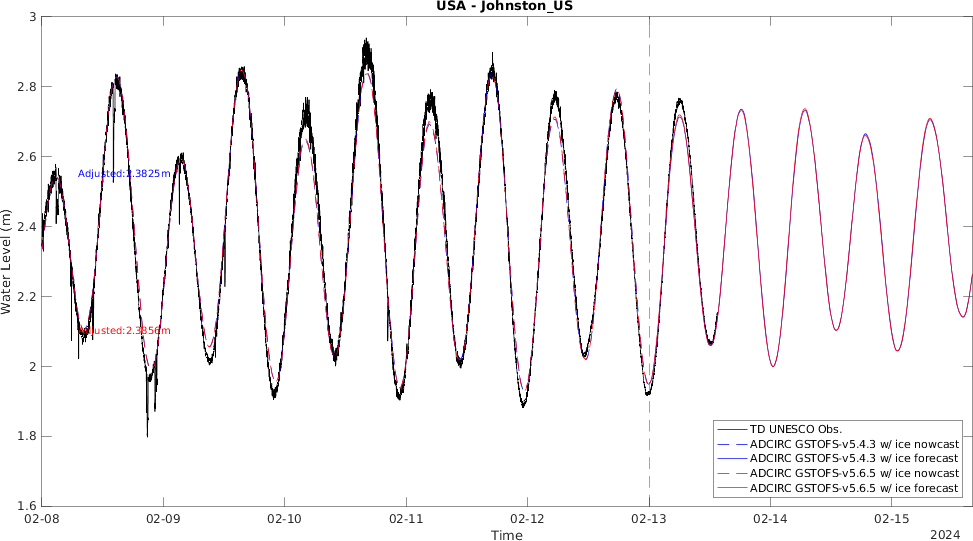 USA - Johnston_US
3
2.8
2.6
2.4
2.2
2
1.8
1.6
Water Level (m)
Adjusted:2.3825m
Adjusted:2.3856m
TD UNESCO Obs.
ADCIRC GSTOFS-v5.4.3 w/ ice nowcast
ADCIRC GSTOFS-v5.4.3 w/ ice forecast
ADCIRC GSTOFS-v5.6.5 w/ ice nowcast
ADCIRC GSTOFS-v5.6.5 w/ ice forecast
02-08 02-09 02-10 02-11 02-12 02-13 02-14 02-15
Time
2024